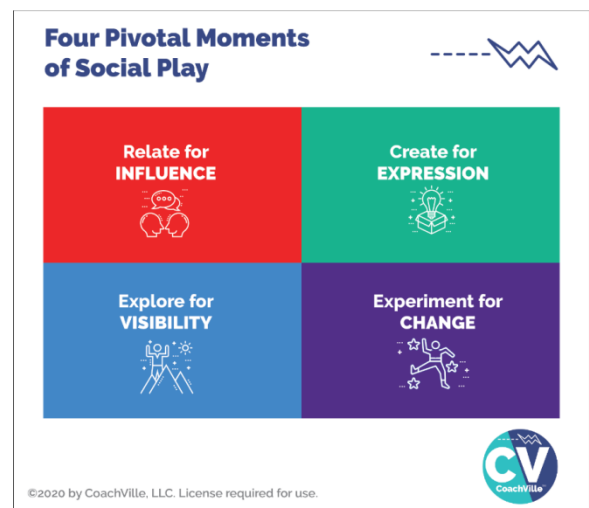 Four Pivotal Moments
of Social Play
Relate for
INFLUENCE
Create for
EXPRESSION
Explore for
VISIBILITY
Experiment for
CHANGE
CV
CoachVille
©2020 by CoachVille, LLC. License required for use.